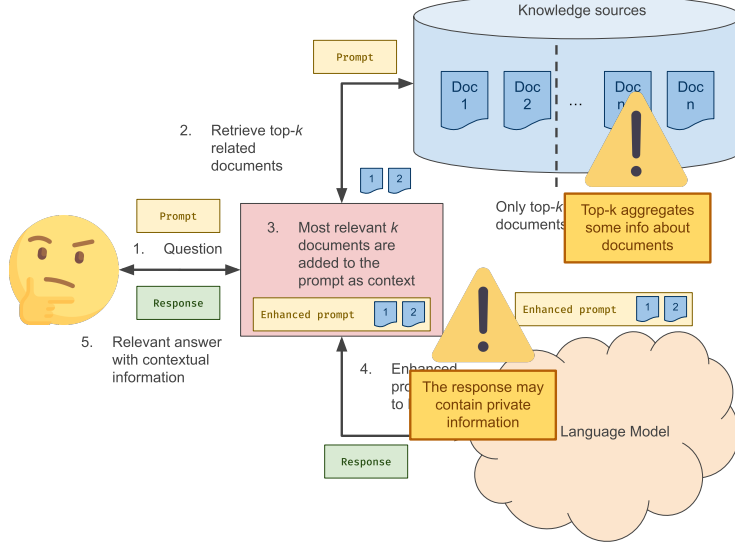 Knowledge sources
Prompt
Doc
1
Doc
2
...
Doc
n
Doc
n
2. Retrieve top-k
related
documents
1
2
Only top-k
documents
Top-k aggregates
some info about
documents
Prompt
1. Question
Response
3. Most relevant k
documents are
added to the
prompt as context
Enhanced prompt
1
2
Enhanced prompt
1
2
5. Relevant answer
with contextual
information
4. Enhanced
to
The response may
contain private
information
Language Model
Response